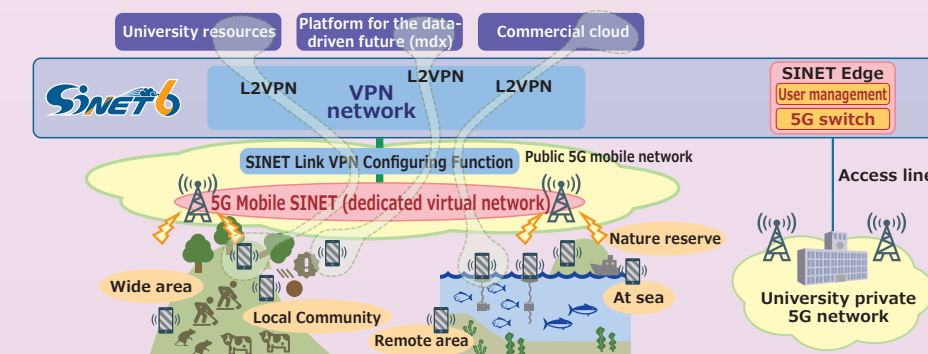 University resources
Platform for the data-
driven future (mdx)
Commercial cloud
SINET6
L2VPN
VPN
network
L2VPN
L2VPN
SINET Edge
User management
5G switch
SINET Link VPN Configuring Function
Public 5G mobile network
5G Mobile SINET (dedicated virtual network)
Access line
Nature reserve
Wide area
At sea
Local Community
Remote area
University private
5G network